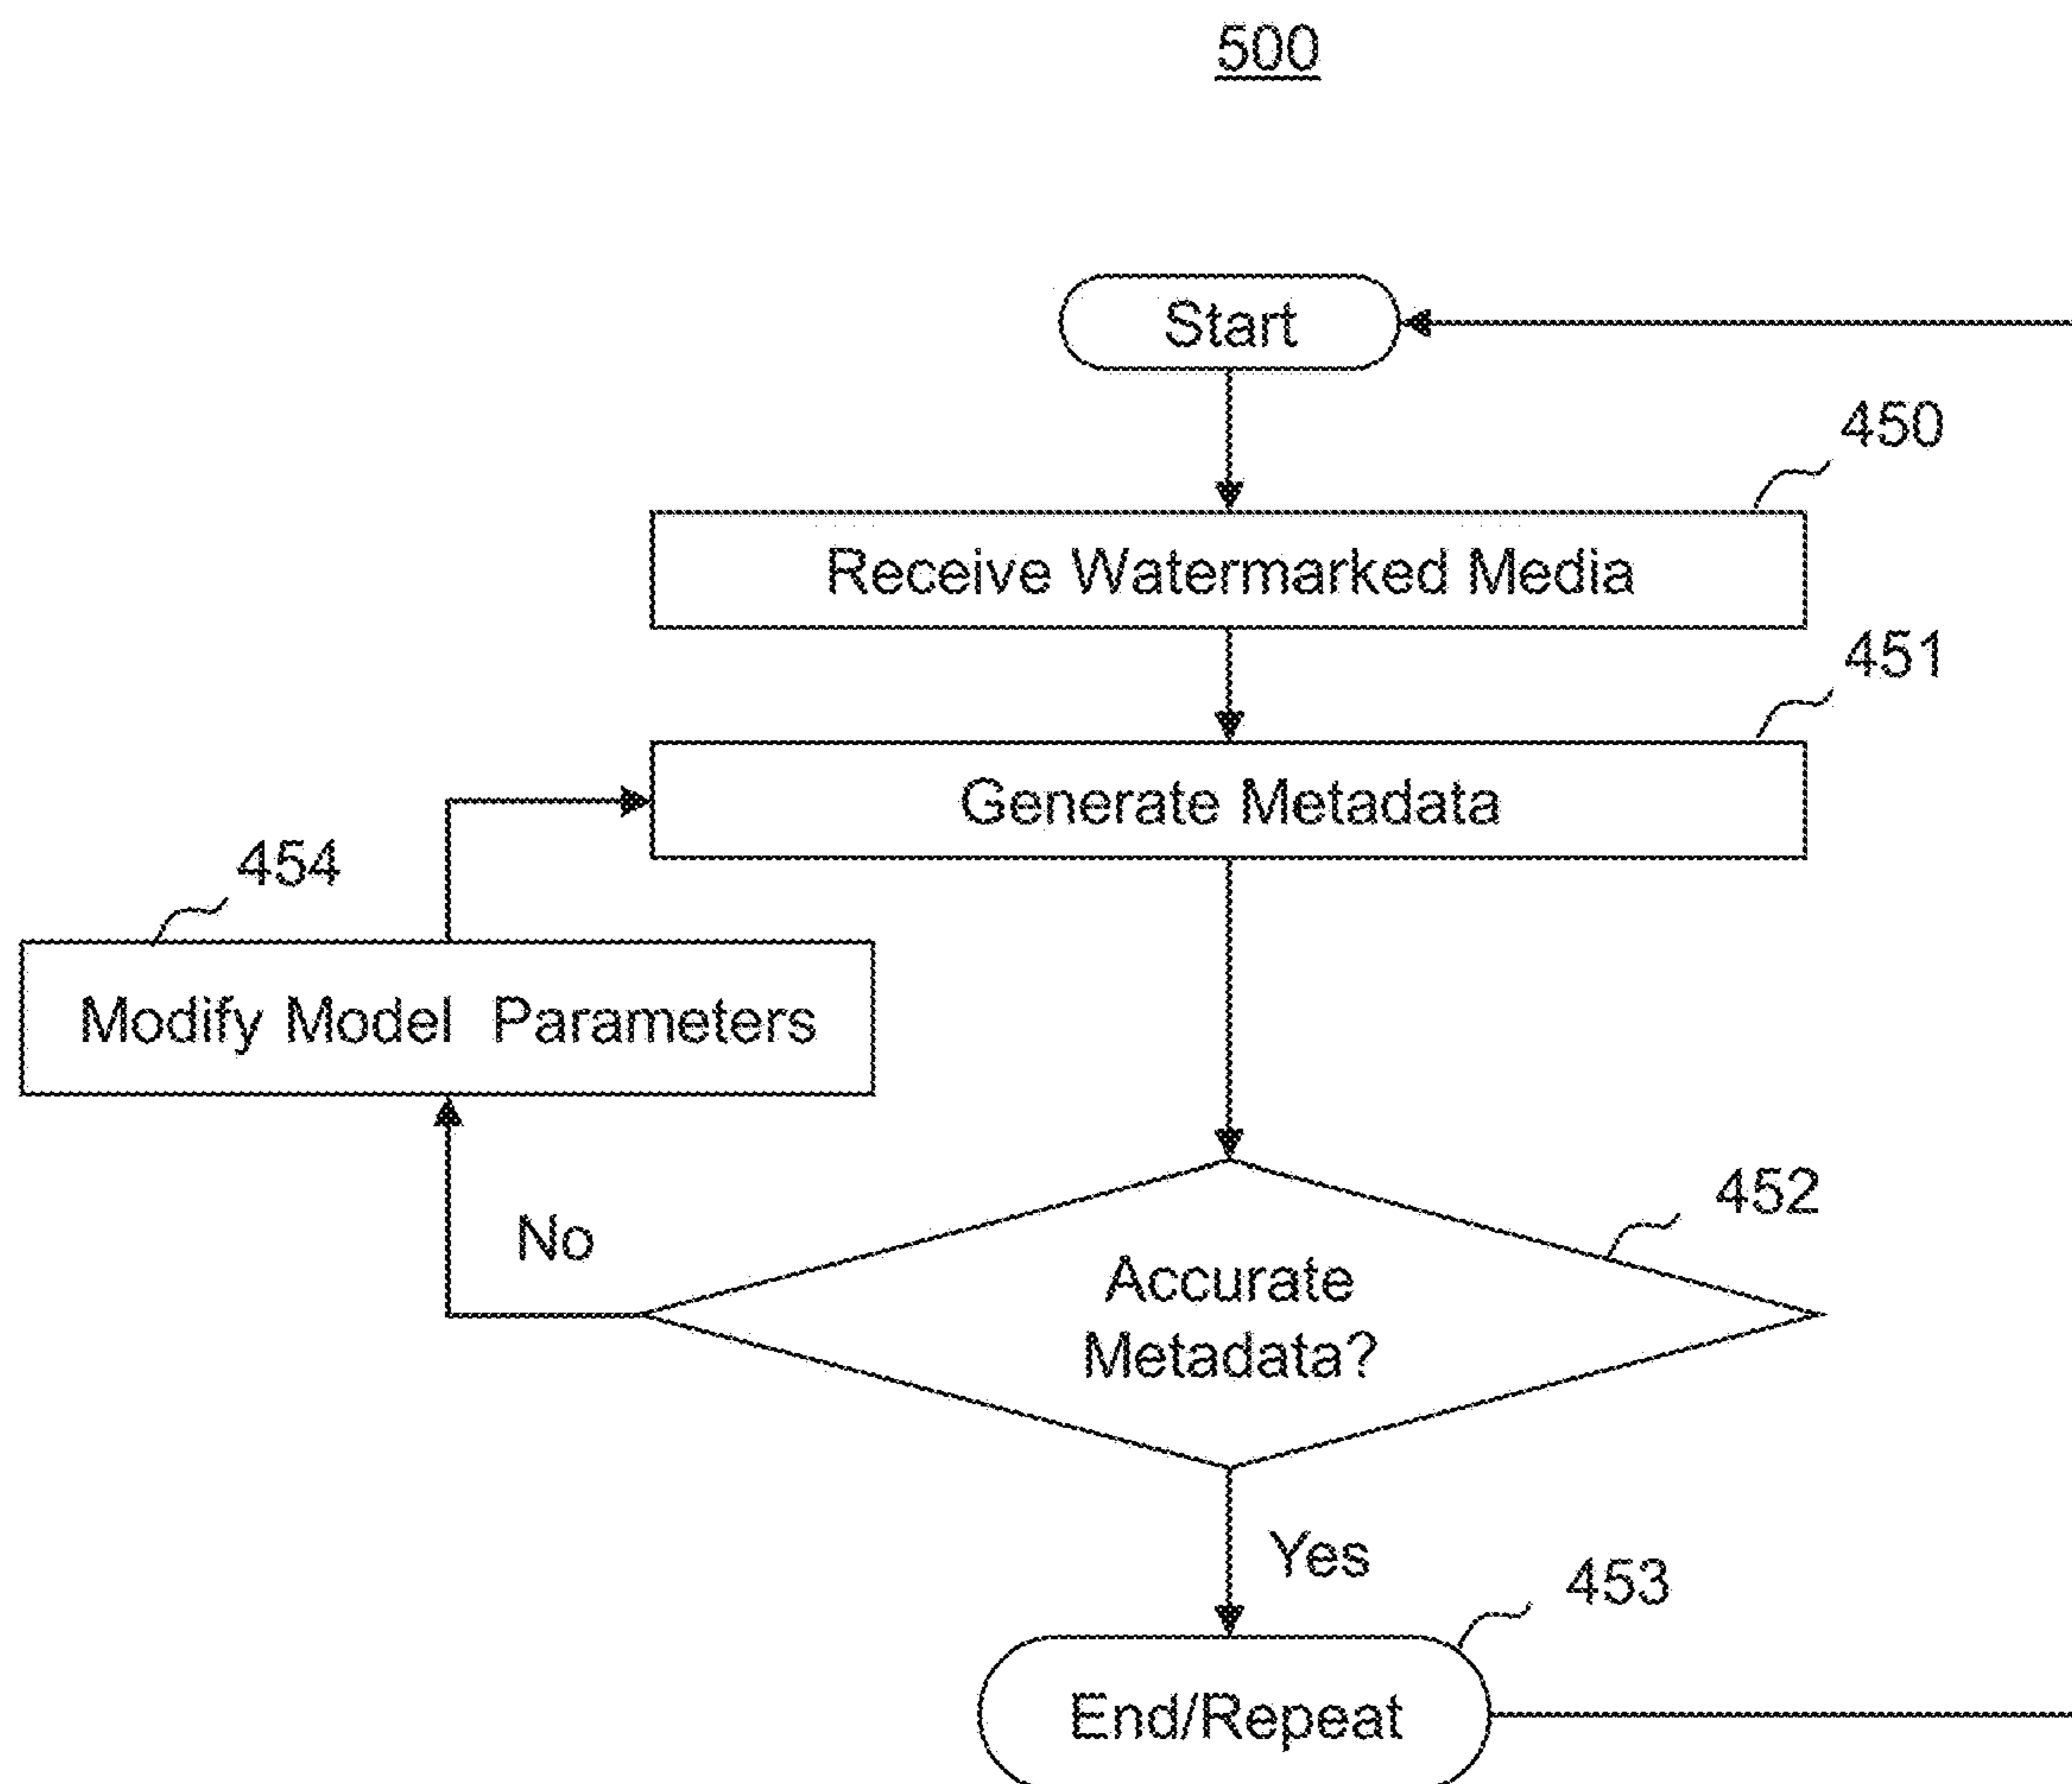 500
Start
450
Receive Watermarked Media
451
Generate Metadata
454
Modify Model Parameters
452
No
Accurate
Metadata?
Yes
453
End/Repeat